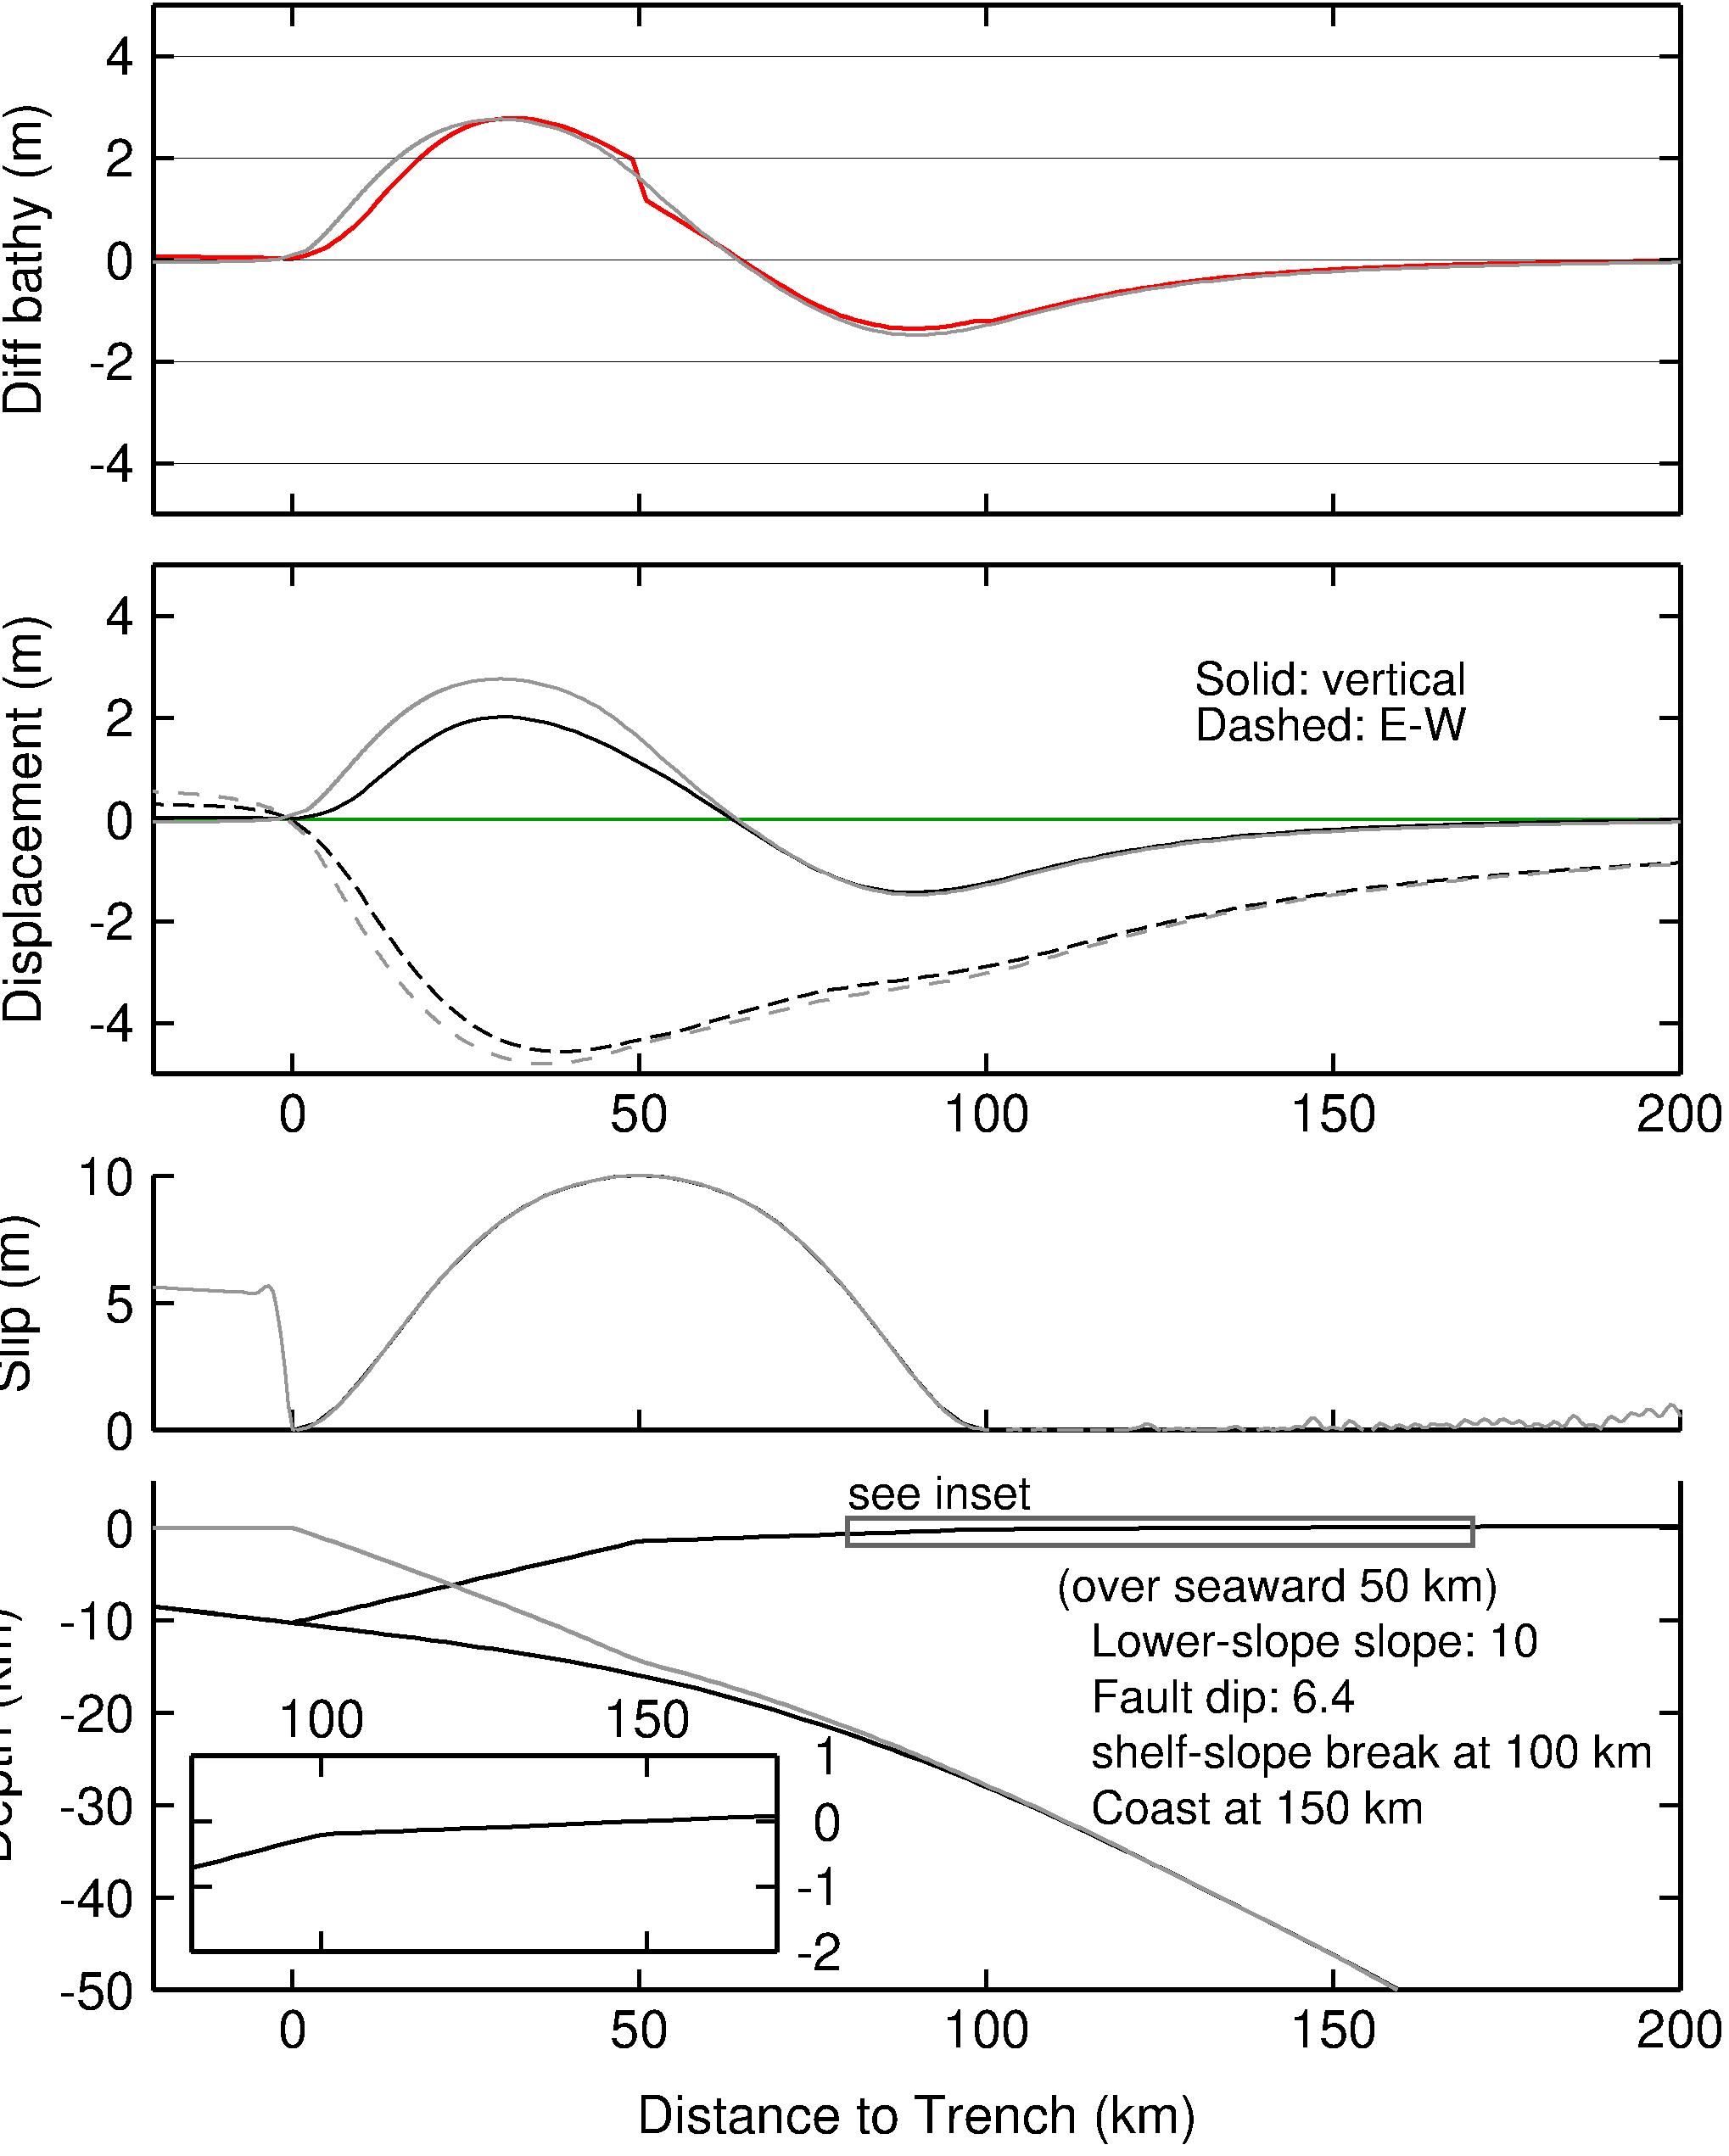 Diff bathy (m)
4
2
0
-2
-4
Displacement (m)
4
2
0
-2
-4
Solid: vertical
Dashed: E-W
0 50 100 150 200
Slip (m)
10
5
0
Depth (km)
0
-10
-20
-30
-40
-50
see inset
(over seaward 50 km)
Lower-slope slope: 10
Fault dip: 6.4
shelf-slope break at 100 km
Coast at 150 km
100 150
1
0
-1
-2
0 50 100 150 200
Distance to Trench (km)